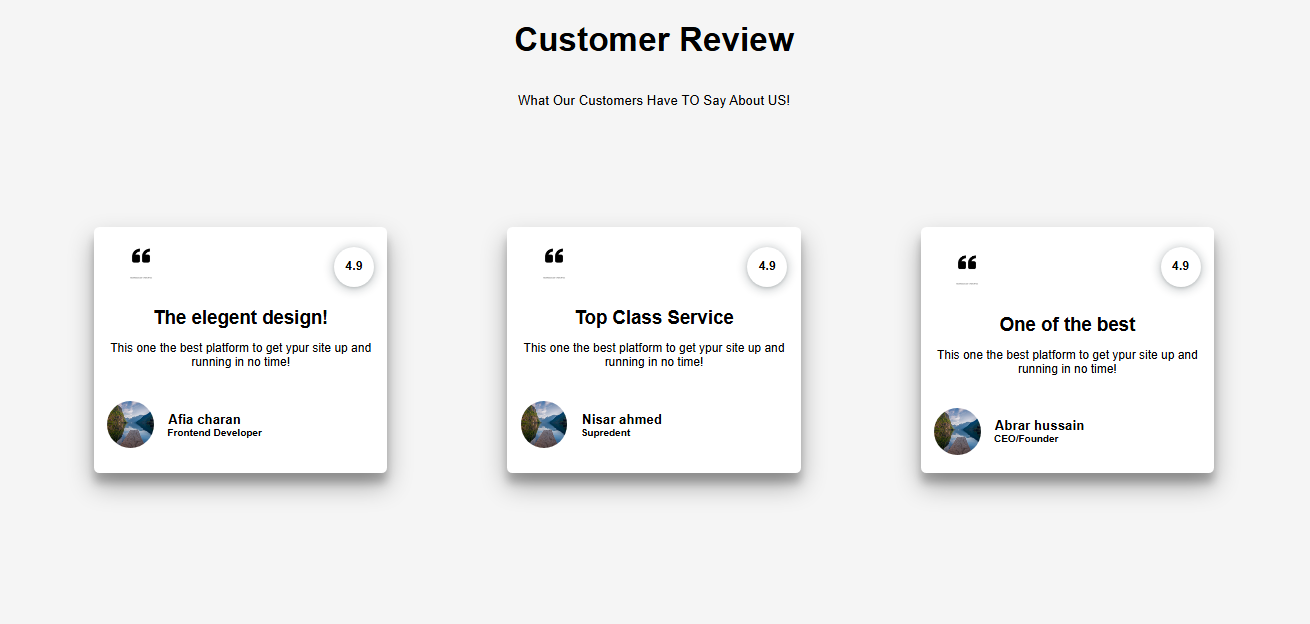 Customer Review
What Our Customers Have TO Say About US!
❝
4.9
The elegent design!
This one the best platform to get ypur site up and
running in no time!
Afia charan
Frontend Developer
❝
4.9
Top Class Service
This one the best platform to get ypur site up and
running in no time!
Nisar ahmed
Supredent
❝
4.9
One of the best
This one the best platform to get ypur site up and
running in no time!
Abrar hussain
CEO/Founder